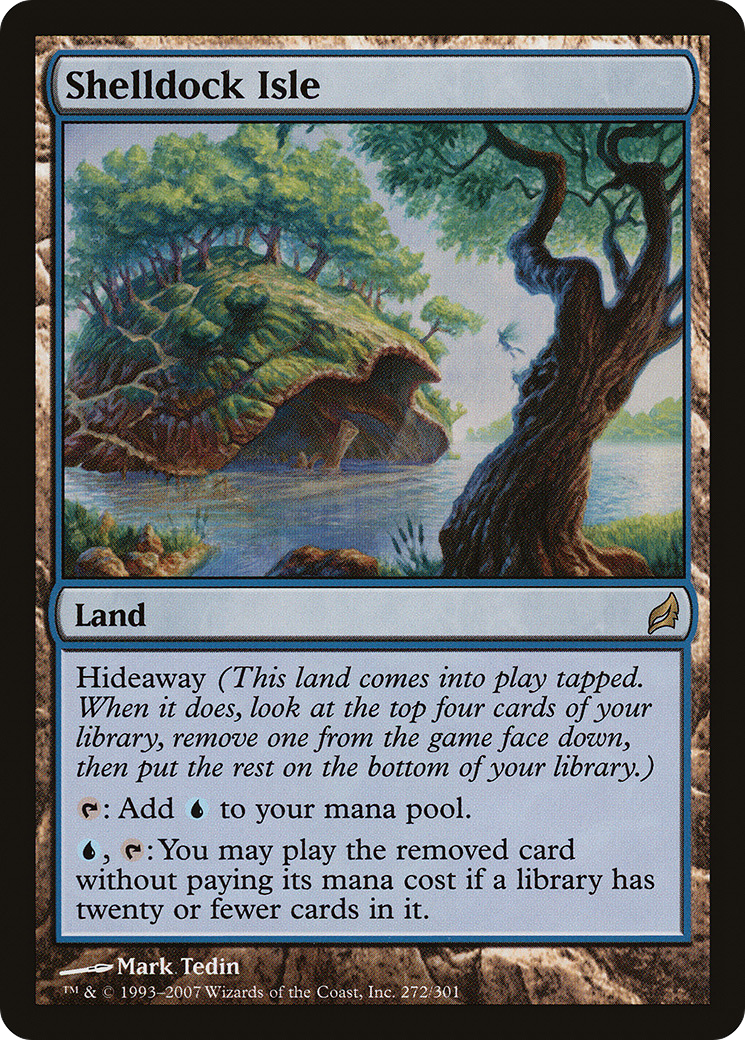 Shelldock Isle
Land
Hideaway (This land comes into play tapped.
When it does, look at the top four cards of your
library, remove one from the game face down,
then put the rest on the bottom of your library.)
: Add to your mana pool.
, : You may play the removed card
without paying its mana cost if a library has
twenty or fewer cards in it.
Mark Tedin
™ & © 1993–2007 Wizards of the Coast, Inc. 272/301